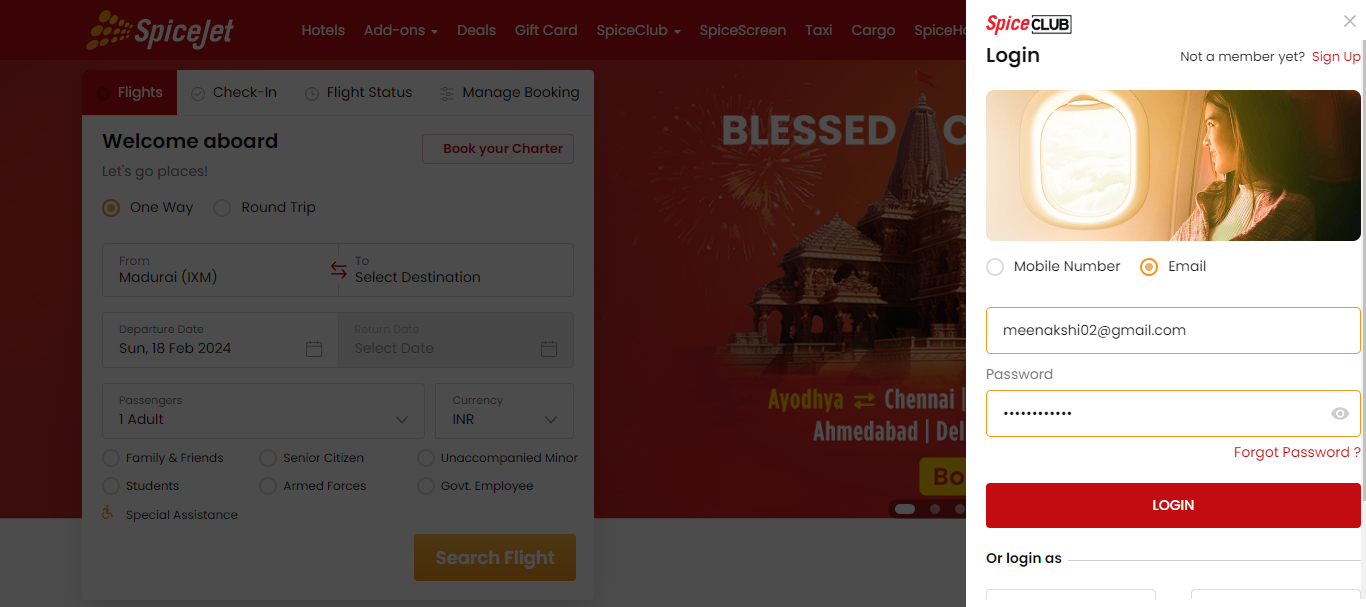 SpiceJet
Hotels Add-ons Deals Gift Card SpiceClub SpiceScreen Taxi Cargo
Flights Check-In Flight Status Manage Booking
Welcome aboard
Book your Charter
Let's go places!
One Way Round Trip
From To
Madurai (IXM) Select Destination
Departure Date Return Date
Sun, 18 Feb 2024 Select Date
Passengers Currency
1 Adult INR
Family & Friends Senior Citizen Unaccompanied Minor
Students Armed Forces Govt. Employee
Special Assistance
Search Flight
BLESSED
Ayodhya ⇄ Chennai |
Ahmedabad |
SpiceCLUB
Login
Not a member yet? Sign Up
Mobile Number Email
meenakshi02@gmail.com
Password
••••••••••••
Forgot Password ?
LOGIN
Or login as